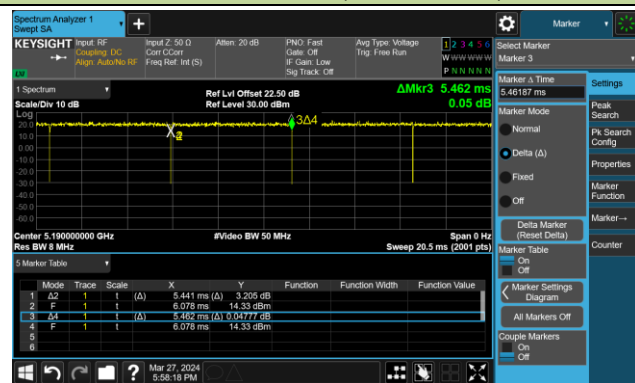 Spectrum Analyzer 1
Swept SA
Marker
KEYSIGHT
Input: RF
Coupling: DC
Align: Auto/No RF
Input Z: 50 Ω
Corr CCorr
Freq Ref: Int (S)
Atten: 20 dB
PNO: Fast
Gate: Off
IF Gain: Low
Sig Track: Off
Avg Type: Voltage
Trig: Free Run
1 2 3 4 5 6
W W W W W W
P N N N N N
Select Marker
Marker 3
1 Spectrum
Scale/Div 10 dB
Ref Lvl Offset 22.50 dB
Ref Level 30.00 dBm
ΔMkr3 5.462 ms
0.05 dB
Log
20.0
10.0
0.00
-10.0
-20.0
-30.0
-40.0
-50.0
-60.0
3Δ4
Center 5.190000000 GHz
Res BW 8 MHz
#Video BW 50 MHz
Span 0 Hz
Sweep 20.5 ms (2001 pts)
Marker Δ Time
5.46187 ms
Marker Mode
Normal
Delta (Δ)
Fixed
Off
Delta Marker
(Reset Delta)
Marker Table
On
Off
Marker Settings
Diagram
All Markers Off
Couple Markers
On
Off
Settings
Peak
Search
Pk Search
Config
Properties
Marker
Function
Marker→
Counter
5 Marker Table
Mode Trace Scale X Y Function Function Width Function Value
1 Δ2 1 t (Δ) 5.441 ms (Δ) 3.205 dB
2 F 1 t 6.078 ms 14.33 dBm
3 Δ4 1 t (Δ) 5.462 ms (Δ) 0.04777 dB
4 F 1 t 6.078 ms 14.33 dBm
5
6
Mar 27, 2024
5:58:18 PM